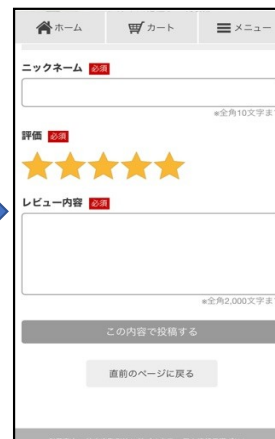 ホーム カート メニュー
ニックネーム 必須
※全角10文字ま
評価 必須
レビュー内容 必須
※全角2,000文字ま
この内容で投稿する
直前のページに戻る